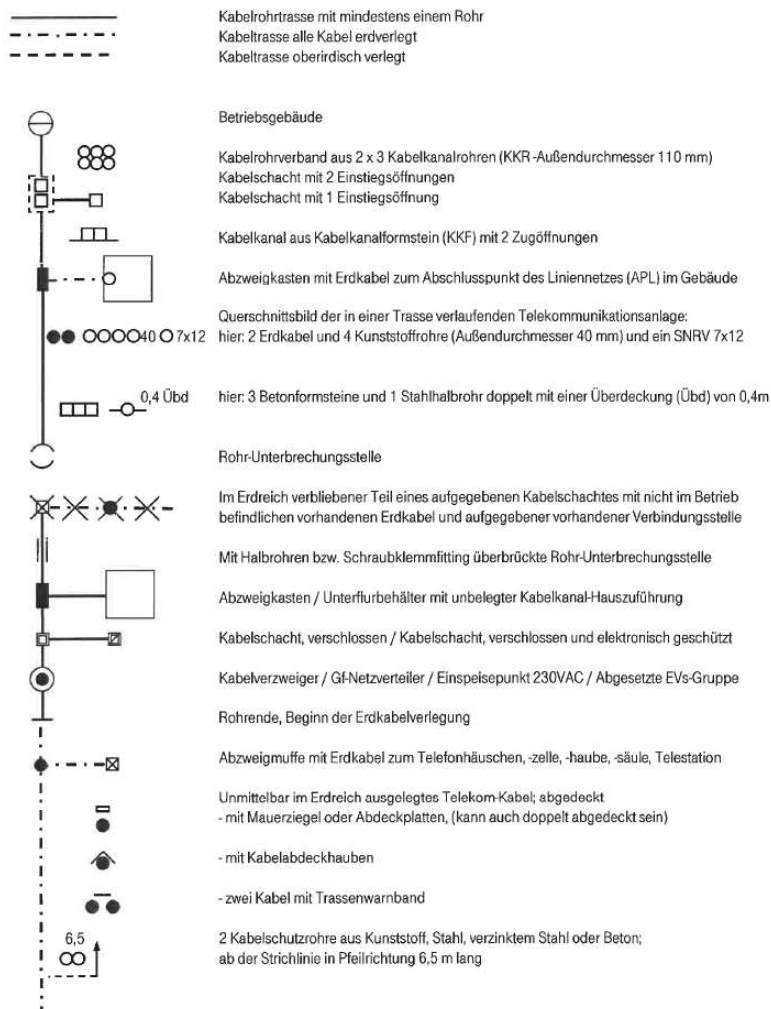 Kabelrohrtrasse mit mindestens einem Rohr
Kabeltrasse alle Kabel erdverlegt
Kabeltrasse oberirdisch verlegt
Betriebsgebäude
Kabelrohrverband aus 2 x 3 Kabelkanalrohren (KKR -Außendurchmesser 110 mm)
Kabelschacht mit 2 Einstiegsöffnungen
Kabelschacht mit 1 Einstiegsöffnung
Kabelkanal aus Kabelkanalformstein (KKF) mit 2 Zugöffnungen
Abzweigkasten mit Erdkabel zum Abschlusspunkt des Liniennetzes (APL) im Gebäude
Querschnittsbild der in einer Trasse verlaufenden Telekommunikationsanlage:
40 7x12 hier: 2 Erdkabel und 4 Kunststoffrohre (Außendurchmesser 40 mm) und ein SNRV 7x12
0,4 Übd hier: 3 Betonformsteine und 1 Stahlhalbrohr doppelt mit einer Überdeckung (Übd) von 0,4m
Rohr-Unterbrechungsstelle
Im Erdreich verbliebener Teil eines aufgegebenen Kabelschachtes mit nicht im Betrieb
befindlichen vorhandenen Erdkabel und aufgegebener vorhandener Verbindungsstelle
Mit Halbrohren bzw. Schraubklemmfitting überbrückte Rohr-Unterbrechungsstelle
Abzweigkasten / Unterflurbehälter mit unbelegter Kabelkanal-Hauszuführung
Kabelschacht, verschlossen / Kabelschacht, verschlossen und elektronisch geschützt
Kabelverzweiger / Gf-Netzverteiler / Einspeisepunkt 230VAC / Abgesetzte EVs-Gruppe
Rohrende, Beginn der Erdkabelverlegung
Abzweigmuffe mit Erdkabel zum Telefonhäuschen, -zelle, -haube, -säule, Telestation
Unmittelbar im Erdreich ausgelegtes Telekom-Kabel; abgedeckt
- mit Mauerziegel oder Abdeckplatten, (kann auch doppelt abgedeckt sein)
- mit Kabelabdeckhauben
- zwei Kabel mit Trassenwarnband
6,5 2 Kabelschutzrohre aus Kunststoff, Stahl, verzinktem Stahl oder Beton;
ab der Strichlinie in Pfeilrichtung 6,5 m lang